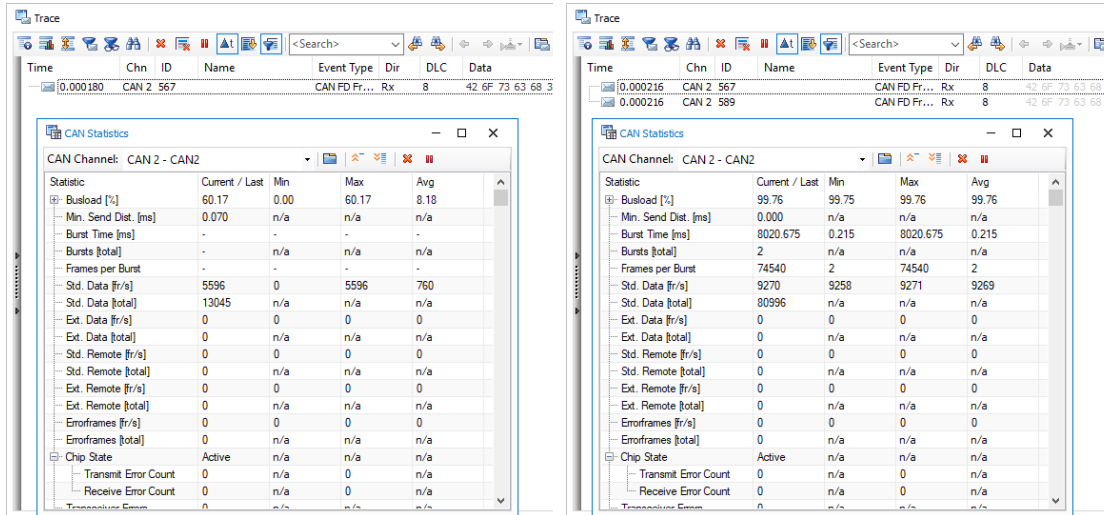 Trace
<Search>
Time Chn ID Name Event Type Dir DLC Data
0.000180 CAN 2 567 CAN FD Fr... Rx 8 42 6F 73 63 68 3
CAN Statistics
CAN Channel: CAN 2 - CAN2
Statistic Current / Last Min Max Avg
Busload [%] 60.17 0.00 60.17 8.18
Min. Send Dist. [ms] 0.070 n/a n/a n/a
Burst Time [ms] - - - -
Bursts [total] - n/a n/a n/a
Frames per Burst - - - -
Std. Data [fr/s] 5596 0 5596 760
Std. Data [total] 13045 n/a n/a n/a
Ext. Data [fr/s] 0 0 0 0
Ext. Data [total] 0 n/a n/a n/a
Std. Remote [fr/s] 0 0 0 0
Std. Remote [total] 0 n/a n/a n/a
Ext. Remote [fr/s] 0 0 0 0
Ext. Remote [total] 0 n/a n/a n/a
Errorframes [fr/s] 0 0 0 0
Errorframes [total] 0 n/a n/a n/a
Chip State Active n/a n/a n/a
Transmit Error Count 0 n/a 0 n/a
Receive Error Count 0 n/a 0 n/a
Transceiver Errors 0 n/a n/a n/a
Trace
<Search>
Time Chn ID Name Event Type Dir DLC Data
0.000216 CAN 2 567 CAN FD Fr... Rx 8 42 6F 73 63 68
0.000216 CAN 2 589 CAN FD Fr... Rx 8 42 6F 73 63 68
CAN Statistics
CAN Channel: CAN 2 - CAN2
Statistic Current / Last Min Max Avg
Busload [%] 99.76 99.75 99.76 99.76
Min. Send Dist. [ms] 0.000 n/a n/a n/a
Burst Time [ms] 8020.675 0.215 8020.675 0.215
Bursts [total] 2 n/a n/a n/a
Frames per Burst 74540 2 74540 2
Std. Data [fr/s] 9270 9258 9271 9269
Std. Data [total] 80996 n/a n/a n/a
Ext. Data [fr/s] 0 0 0 0
Ext. Data [total] 0 n/a n/a n/a
Std. Remote [fr/s] 0 0 0 0
Std. Remote [total] 0 n/a n/a n/a
Ext. Remote [fr/s] 0 0 0 0
Ext. Remote [total] 0 n/a n/a n/a
Errorframes [fr/s] 0 0 0 0
Errorframes [total] 0 n/a n/a n/a
Chip State Active n/a n/a n/a
Transmit Error Count 0 n/a 0 n/a
Receive Error Count 0 n/a 0 n/a
Transceiver Errors 0 n/a n/a n/a